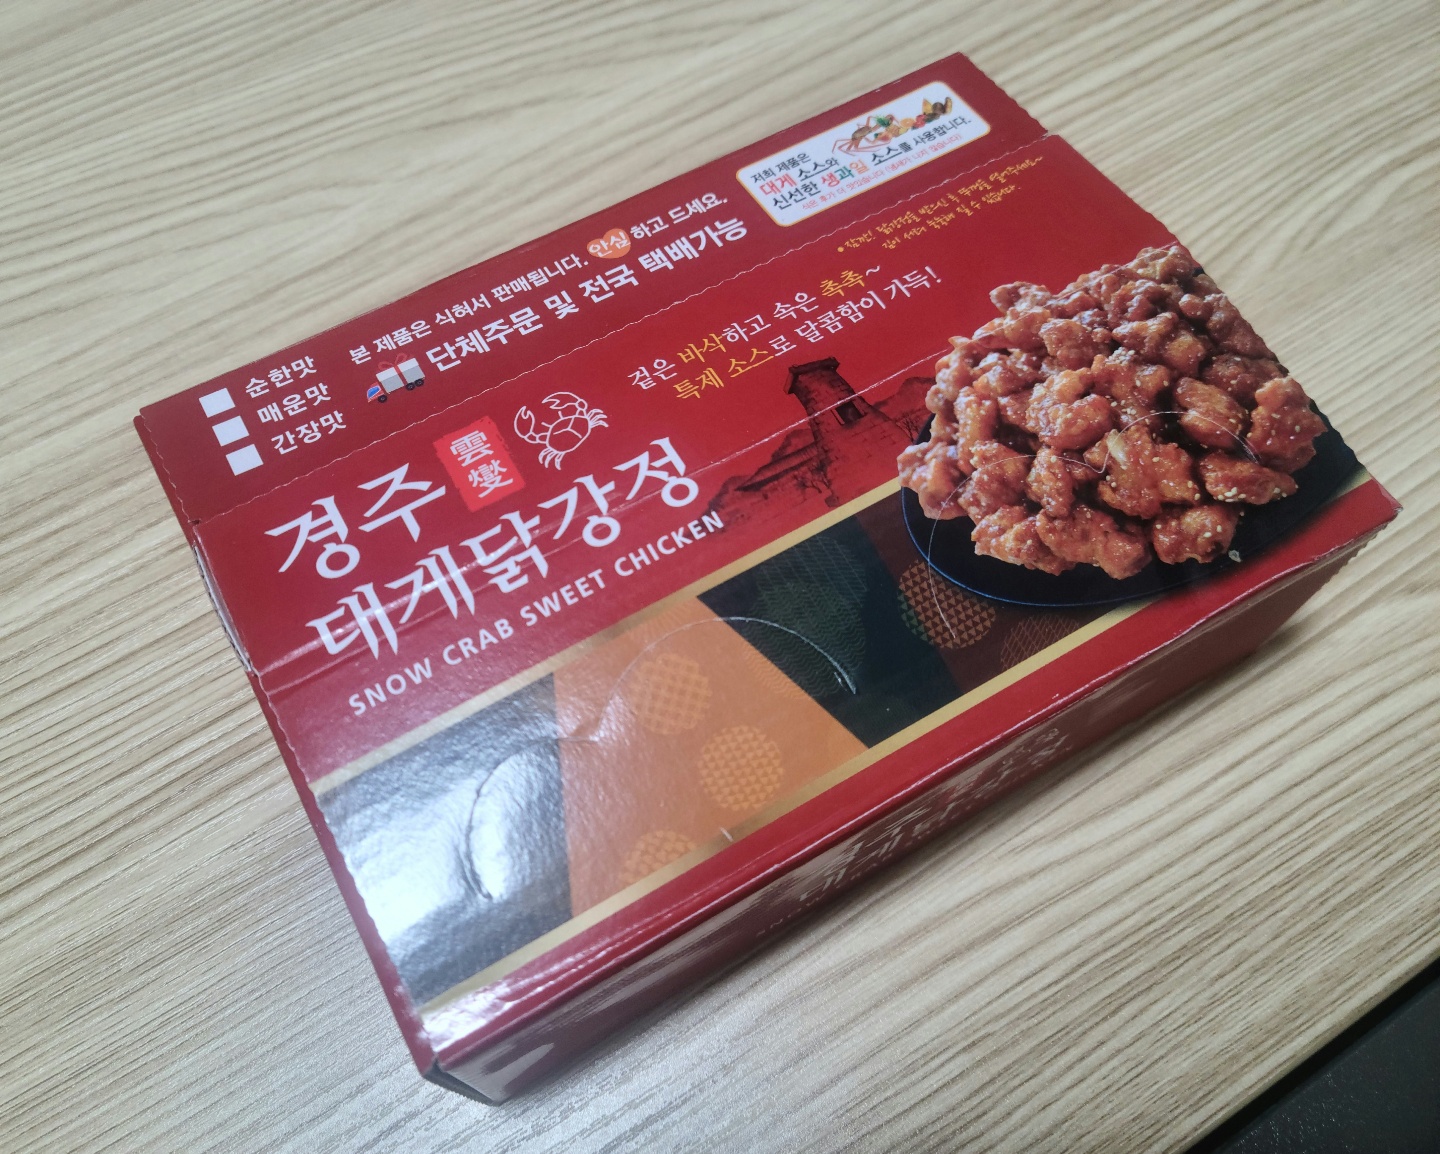 저희 제품은
대게 소스와
신선한 생과일 소스를 사용합니다.
본 제품은 식혀서 판매됩니다. 안심 하고 드세요.
단체주문 및 전국 택배가능
순한맛
매운맛
간장맛
겉은 바삭하고 속은 촉촉~
특제 소스로 달콤함이 가득!
雲燮
경주
대게닭강정
SNOW CRAB SWEET CHICKEN